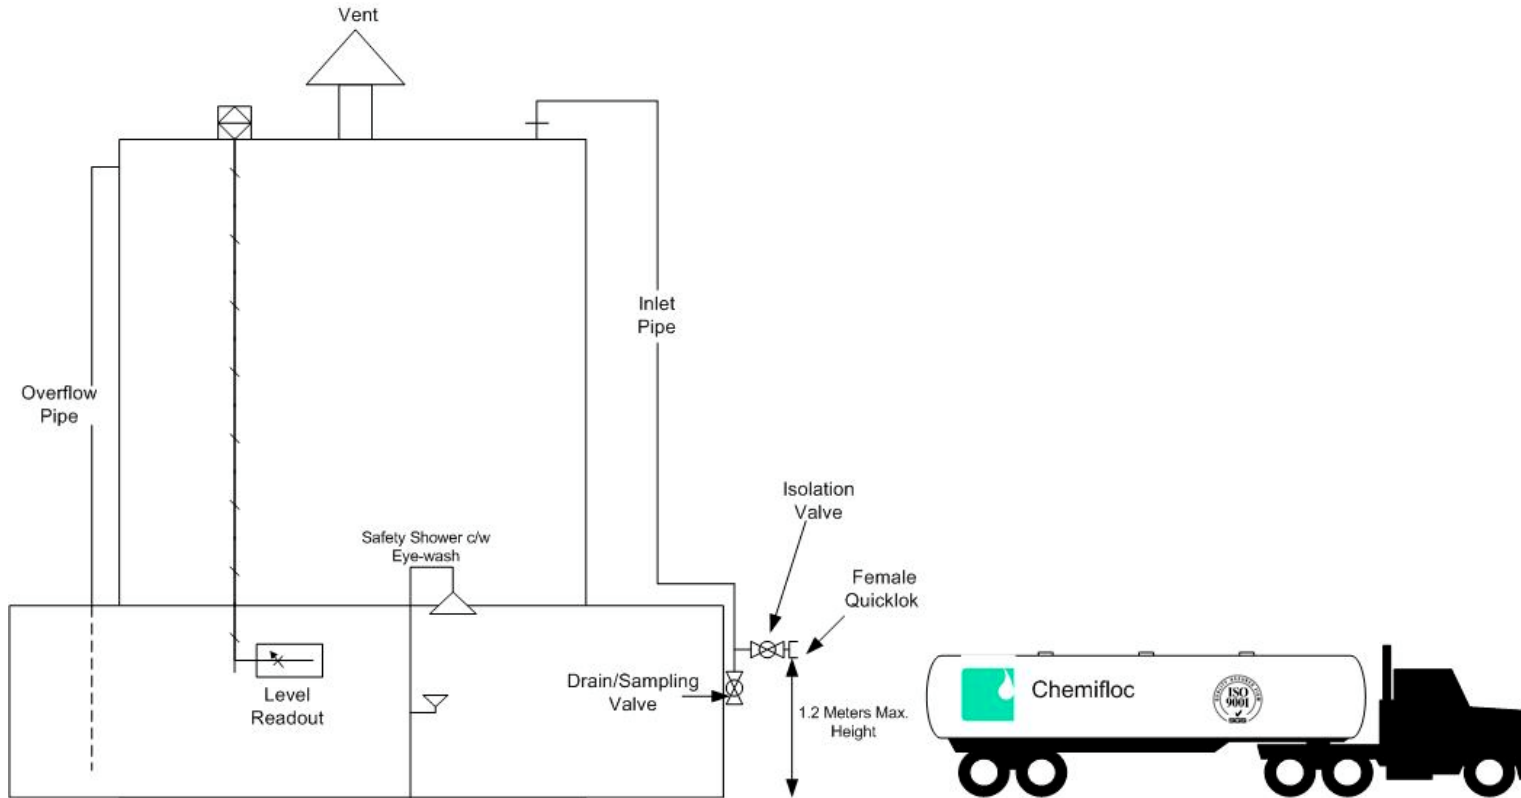 Vent
Inlet
Pipe
Overflow
Pipe
Isolation
Valve
Safety Shower c/w
Eye-wash
Female
Quicklok
Level
Readout
Drain/Sampling
Valve
1.2 Meters Max.
Height
Chemifloc
ISO
9001
SGS